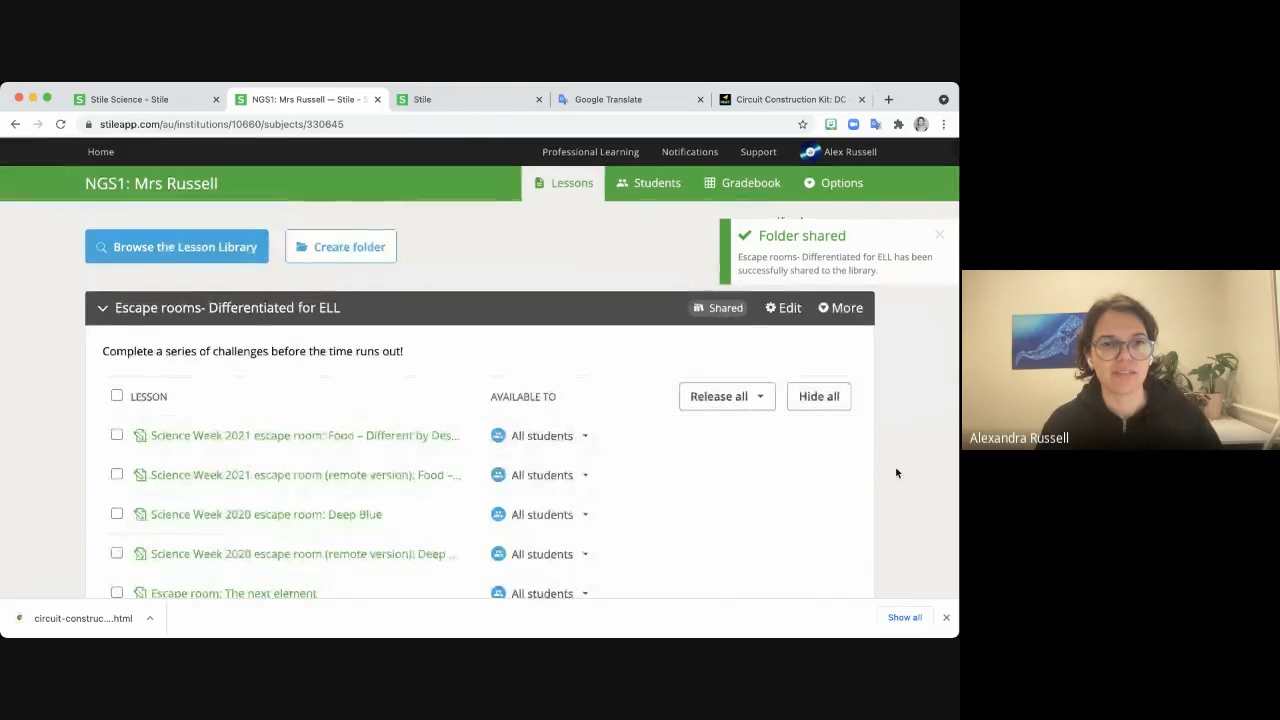 Stile Science - Stile
NGS1: Mrs Russell — Stile - S
Stile
Google Translate
Circuit Construction Kit: DC
stileapp.com/au/institutions/10660/subjects/330645
Home
Professional Learning
Notifications
Support
Alex Russell
NGS1: Mrs Russell
Lessons
Students
Gradebook
Options
Browse the Lesson Library
Create folder
Folder shared
Escape rooms- Differentiated for ELL has been
successfully shared to the library.
Escape rooms- Differentiated for ELL
Shared
Edit
More
Complete a series of challenges before the time runs out!
LESSON
AVAILABLE TO
Release all
Hide all
Science Week 2021 escape room: Food – Different by Des...
All students
Science Week 2021 escape room (remote version): Food –...
All students
Science Week 2020 escape room: Deep Blue
All students
Science Week 2020 escape room (remote version): Deep ...
All students
Escape room: The next element
All students
circuit-construc....html
Show all
Alexandra Russell